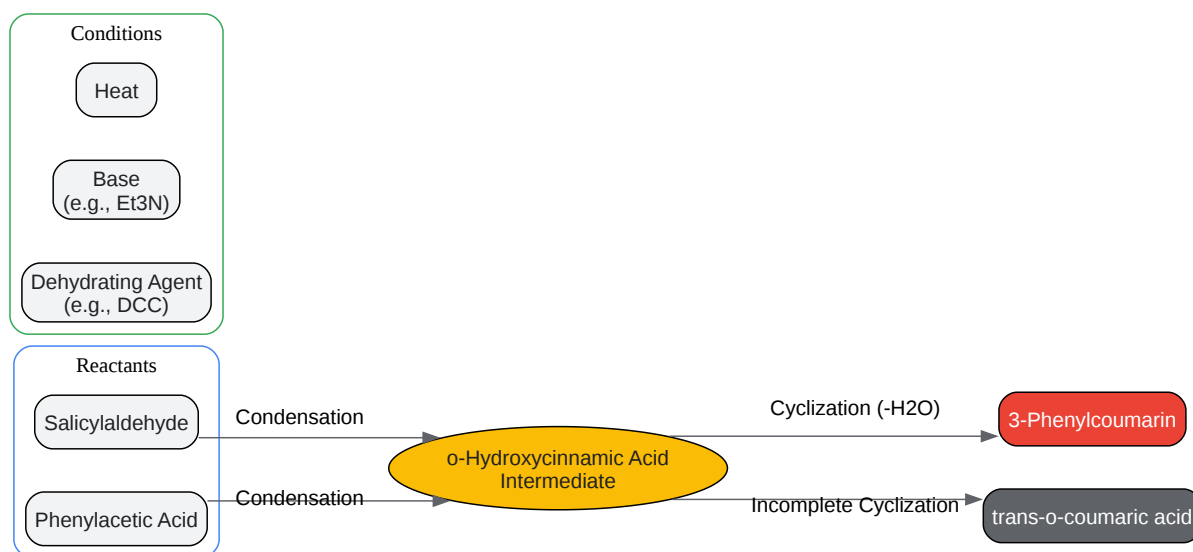 Conditions
Heat
Base
(e.g., Et3N)
Dehydrating Agent
(e.g., DCC)
Reactants
Salicylaldehyde
Condensation
Phenylacetic Acid
Condensation
o-Hydroxycinnamic Acid
Intermediate
Cyclization (-H2O)
3-Phenylcoumarin
Incomplete Cyclization
trans-o-coumaric acid